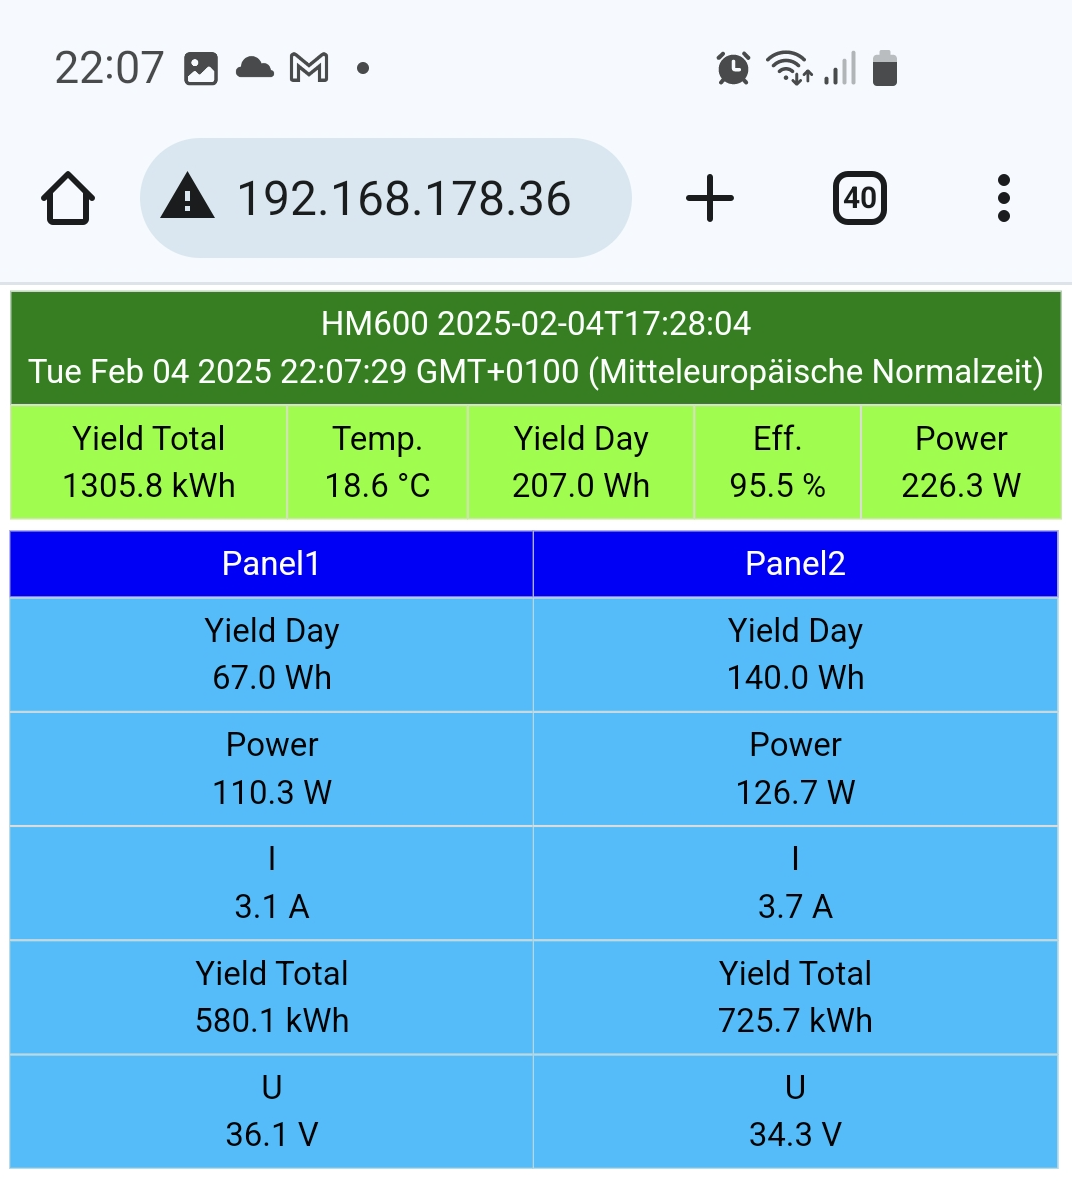 22:07
192.168.178.36
40
HM600 2025-02-04T17:28:04
Tue Feb 04 2025 22:07:29 GMT+0100 (Mitteleuropäische Normalzeit)
Yield Total Temp. Yield Day Eff. Power
1305.8 kWh 18.6 °C 207.0 Wh 95.5 % 226.3 W
Panel1 Panel2
Yield Day Yield Day
67.0 Wh 140.0 Wh
Power Power
110.3 W 126.7 W
I I
3.1 A 3.7 A
Yield Total Yield Total
580.1 kWh 725.7 kWh
U U
36.1 V 34.3 V